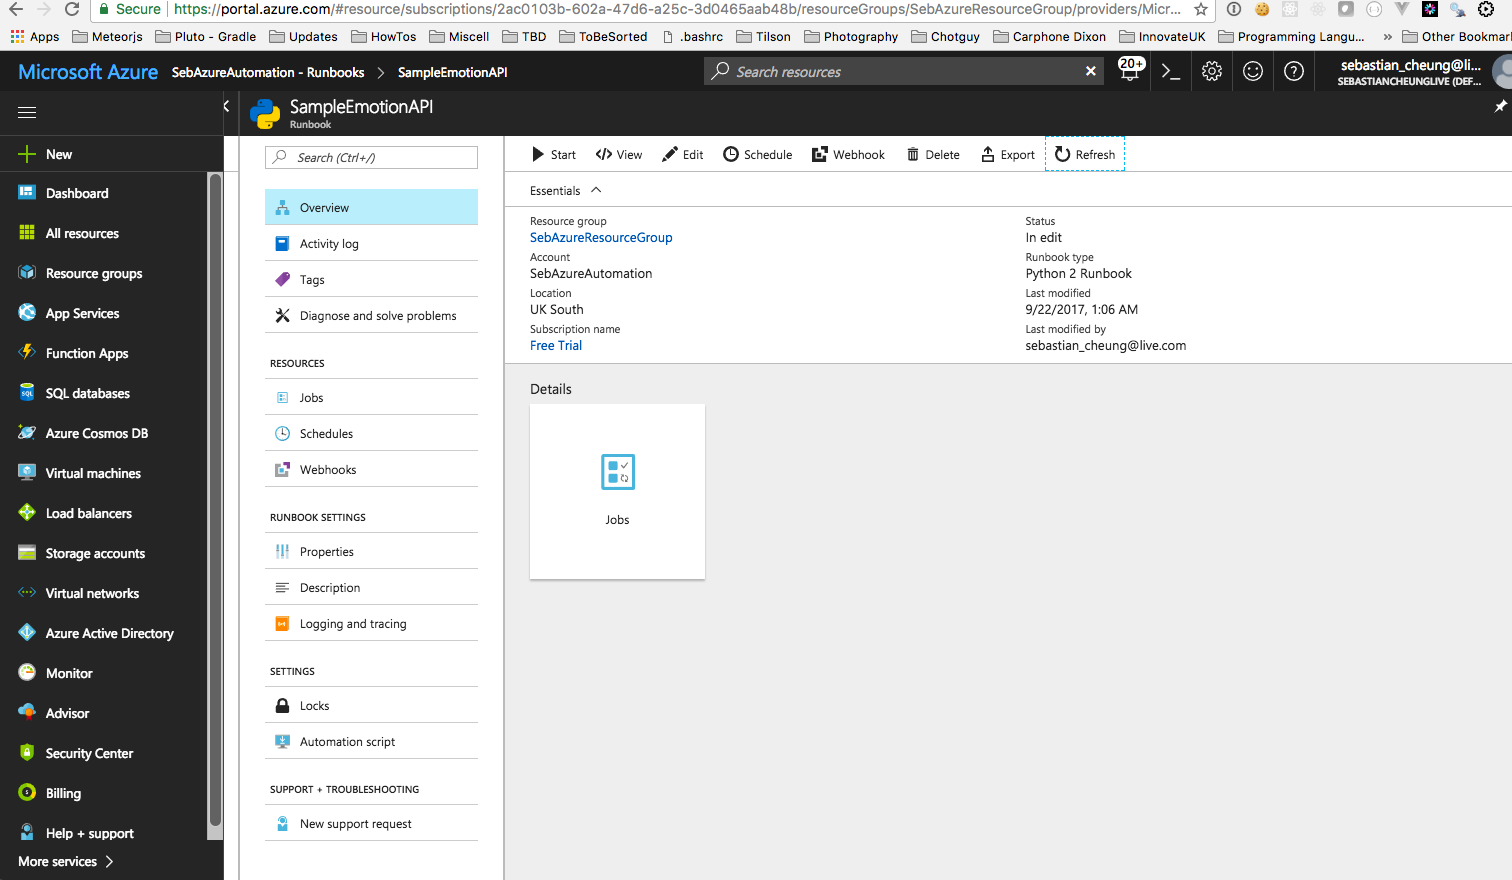 Secure https://portal.azure.com/#resource/subscriptions/2ac0103b-602a-47d6-a25c-3d0465aab48b/resourceGroups/SebAzureResourceGroup/providers/Micr...
Apps Meteorjs Pluto - Gradle Updates HowTos Miscell TBD ToBeSorted .bashrc Tilson Photography Chotguy Carphone Dixon InnovateUK Programming Langu... » Other Bookmar
Microsoft Azure SebAzureAutomation - Runbooks > SampleEmotionAPI
Search resources
20+
sebastian_cheung@li...
SEBASTIANCHEUNGLIVE (DEF...
SampleEmotionAPI
Runbook
New
Dashboard
All resources
Resource groups
App Services
Function Apps
SQL databases
Azure Cosmos DB
Virtual machines
Load balancers
Storage accounts
Virtual networks
Azure Active Directory
Monitor
Advisor
Security Center
Billing
Help + support
More services >
Search (Ctrl+/)
Overview
Activity log
Tags
Diagnose and solve problems
RESOURCES
Jobs
Schedules
Webhooks
RUNBOOK SETTINGS
Properties
Description
Logging and tracing
SETTINGS
Locks
Automation script
SUPPORT + TROUBLESHOOTING
New support request
Start View Edit Schedule Webhook Delete Export Refresh
Essentials
Resource group
SebAzureResourceGroup
Account
SebAzureAutomation
Location
UK South
Subscription name
Free Trial
Status
In edit
Runbook type
Python 2 Runbook
Last modified
9/22/2017, 1:06 AM
Last modified by
sebastian_cheung@live.com
Details
Jobs